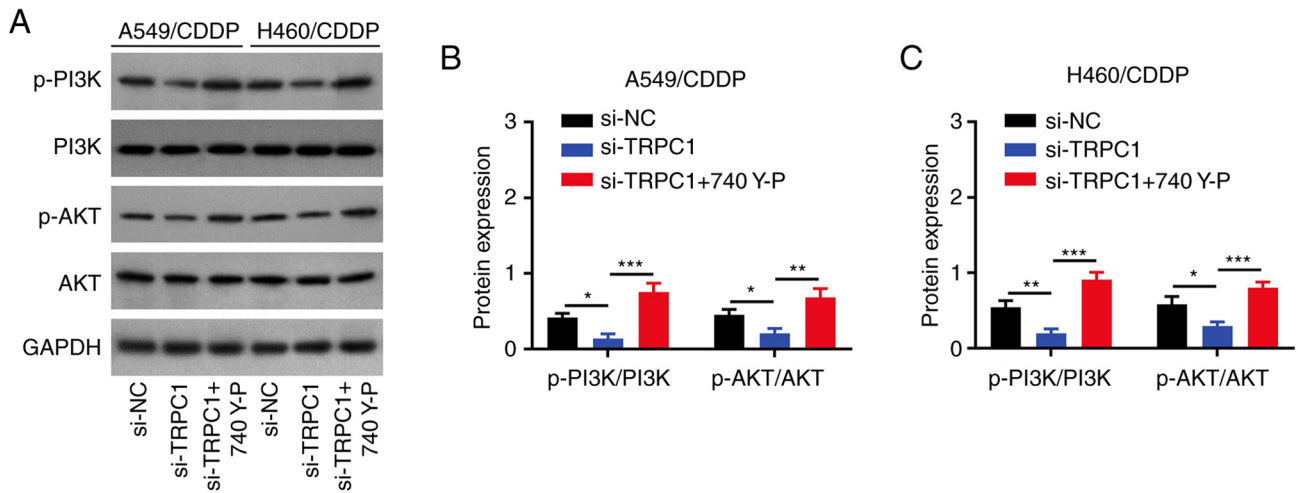 A
A549/CDDP H460/CDDP
p-PI3K
PI3K
p-AKT
AKT
GAPDH
si-NC
si-TRPC1
si-TRPC1+
740 Y-P
si-NC
si-TRPC1
si-TRPC1+
740 Y-P
B
A549/CDDP
si-NC
si-TRPC1
si-TRPC1+740 Y-P
Protein expression
3
2
1
0
*
***
*
**
p-PI3K/PI3K p-AKT/AKT
C
H460/CDDP
si-NC
si-TRPC1
si-TRPC1+740 Y-P
Protein expression
3
2
1
0
**
***
*
***
p-PI3K/PI3K p-AKT/AKT